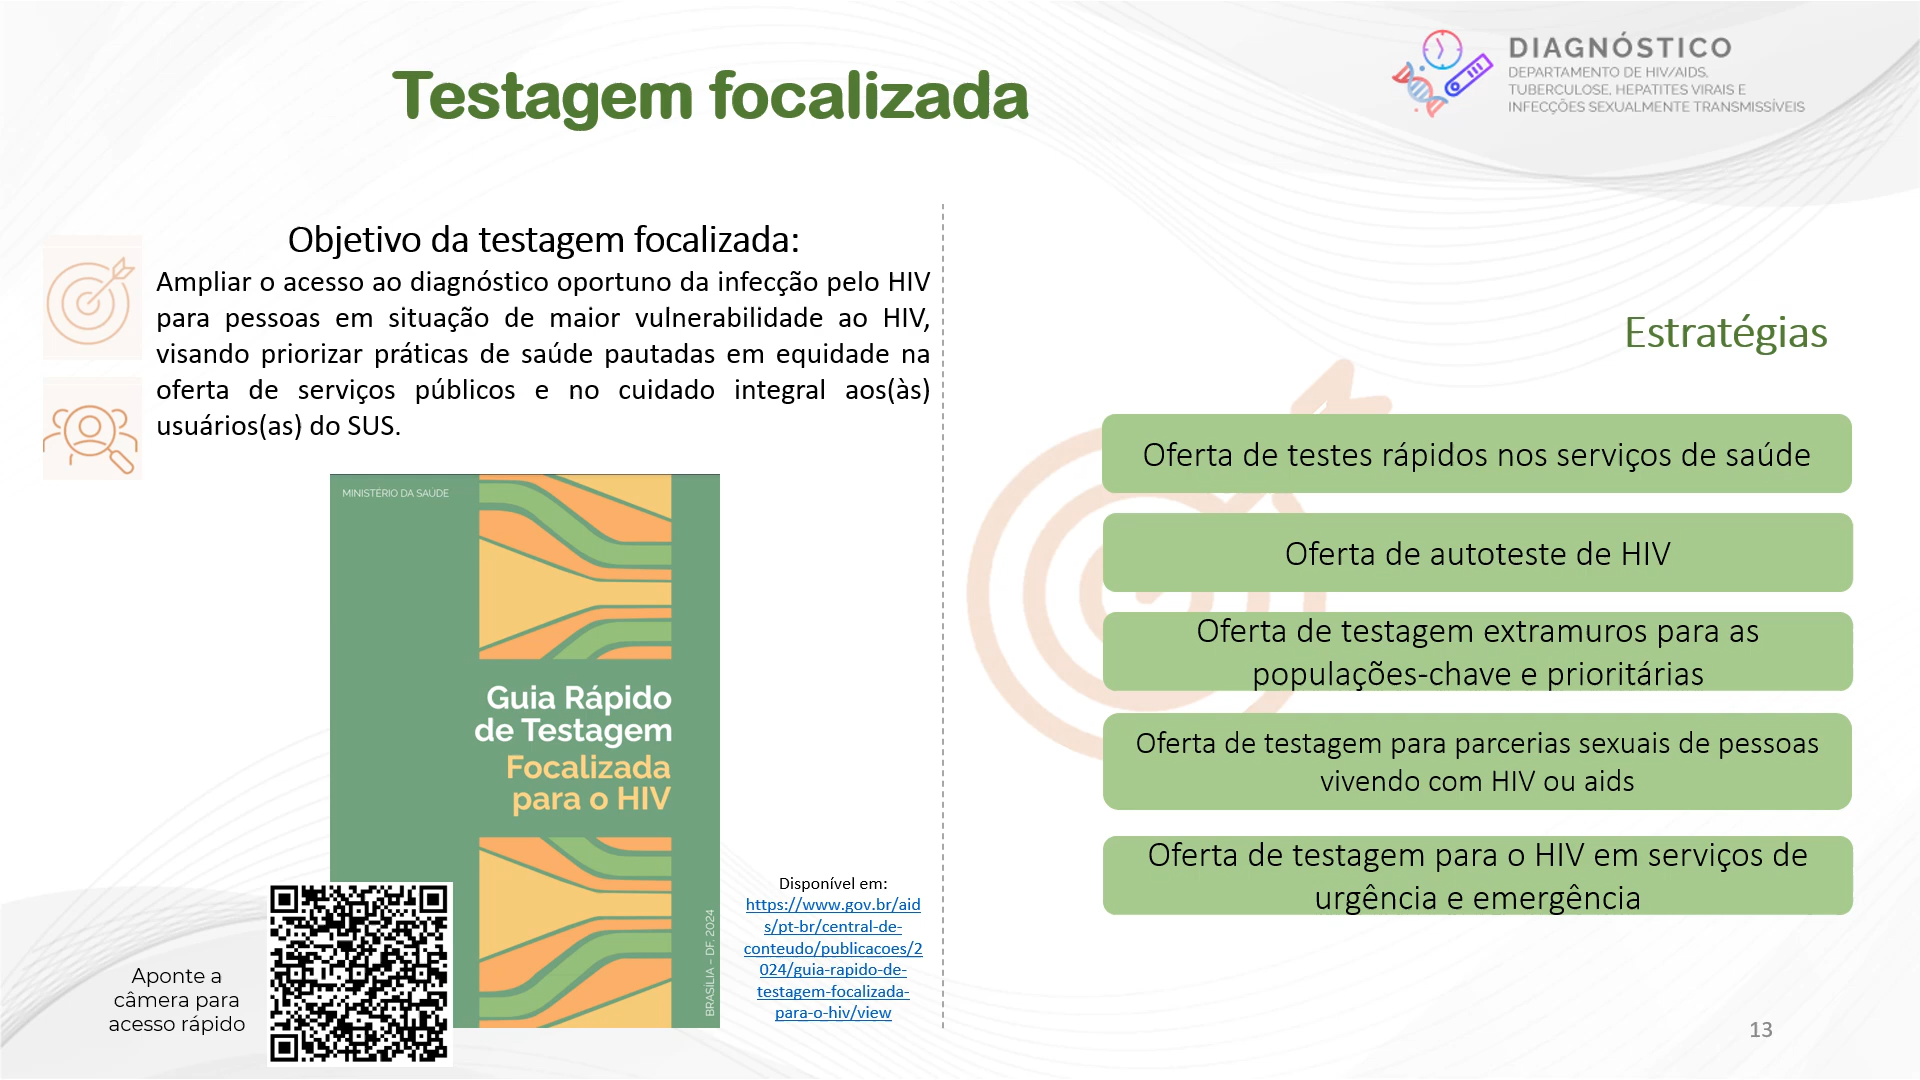 Testagem focalizada
DIAGNÓSTICO
DEPARTAMENTO DE HIV/AIDS,
TUBERCULOSE, HEPATITES VIRAIS E
INFECÇÕES SEXUALMENTE TRANSMISSÍVEIS
Objetivo da testagem focalizada:
Ampliar o acesso ao diagnóstico oportuno da infecção pelo HIV
para pessoas em situação de maior vulnerabilidade ao HIV,
visando priorizar práticas de saúde pautadas em equidade na
oferta de serviços públicos e no cuidado integral aos(às)
usuários(as) do SUS.
MINISTÉRIO DA SAÚDE
Guia Rápido
de Testagem
Focalizada
para o HIV
BRASÍLIA – DF, 2024
Aponte a
câmera para
acesso rápido
Disponível em:
https://www.gov.br/aid
s/pt-br/central-de-
conteudo/publicacoes/2
024/guia-rapido-de-
testagem-focalizada-
para-o-hiv/view
Estratégias
Oferta de testes rápidos nos serviços de saúde
Oferta de autoteste de HIV
Oferta de testagem extramuros para as
populações-chave e prioritárias
Oferta de testagem para parcerias sexuais de pessoas
vivendo com HIV ou aids
Oferta de testagem para o HIV em serviços de
urgência e emergência
13